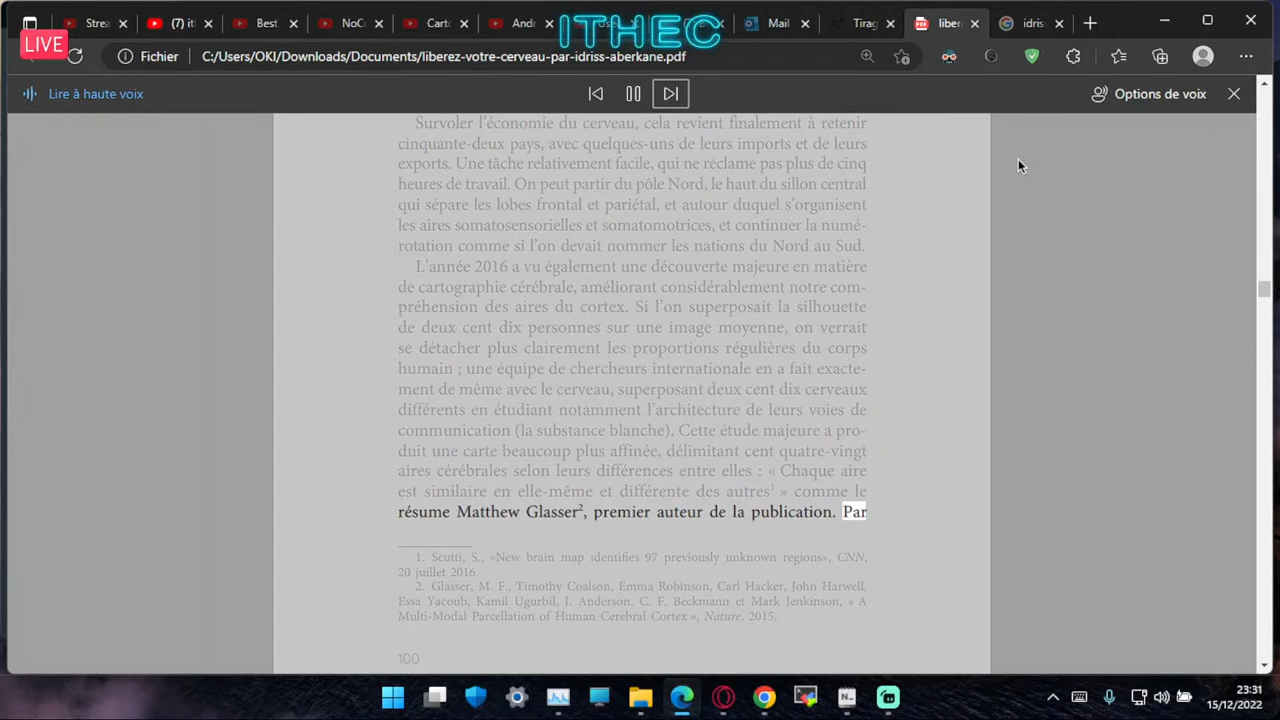 Strea
(7) it
Best
NoC
Carto
And
Mail
Tirag
liber
idris
ITHEC
LIVE
Fichier
C:/Users/OKI/Downloads/Documents/liberez-votre-cerveau-par-idriss-aberkane.pdf
Lire à haute voix
Options de voix
Survoler l'économie du cerveau, cela revient finalement à retenir
cinquante-deux pays, avec quelques-uns de leurs imports et de leurs
exports. Une tâche relativement facile, qui ne réclame pas plus de cinq
heures de travail. On peut partir du pôle Nord, le haut du sillon central
qui sépare les lobes frontal et pariétal, et autour duquel s'organisent
les aires somatosensorielles et somatomotrices, et continuer la numé-
rotation comme si l'on devait nommer les nations du Nord au Sud.
L'année 2016 a vu également une découverte majeure en matière
de cartographie cérébrale, améliorant considérablement notre com-
préhension des aires du cortex. Si l'on superposait la silhouette
de deux cent dix personnes sur une image moyenne, on verrait
se détacher plus clairement les proportions régulières du corps
humain ; une équipe de chercheurs internationale en a fait exacte-
ment de même avec le cerveau, superposant deux cent dix cerveaux
différents en étudiant notamment l'architecture de leurs voies de
communication (la substance blanche). Cette étude majeure a pro-
duit une carte beaucoup plus affinée, délimitant cent quatre-vingt
aires cérébrales selon leurs différences entre elles : « Chaque aire
est similaire en elle-même et différente des autres¹ » comme le
résume Matthew Glasser², premier auteur de la publication. Par
1. Scutti, S., «New brain map identifies 97 previously unknown regions», CNN,
20 juillet 2016.
2. Glasser, M. F., Timothy Coalson, Emma Robinson, Carl Hacker, John Harwell,
Essa Yacoub, Kamil Ugurbil, J. Anderson, C. F. Beckmann et Mark Jenkinson, « A
Multi-Modal Parcellation of Human Cerebral Cortex », Nature, 2015.
100
23:31
15/12/2022